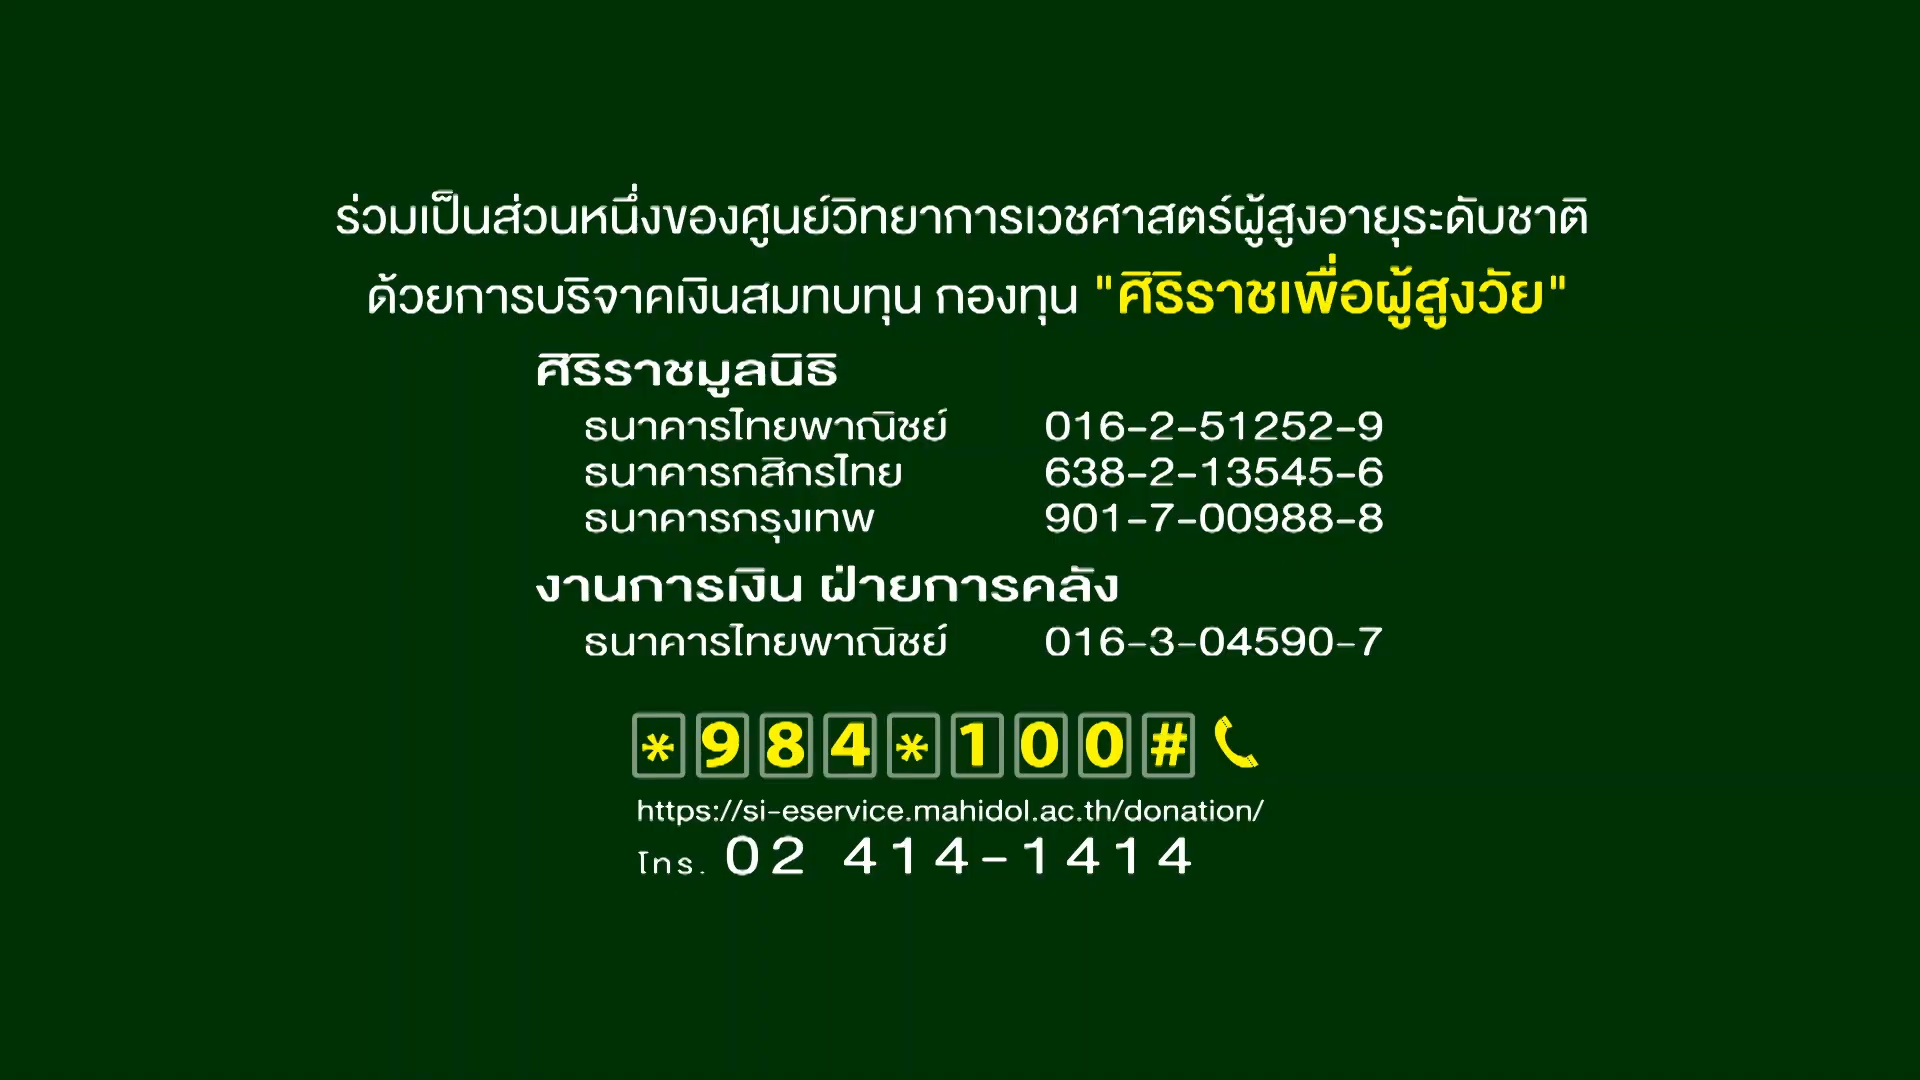 ร่วมเป็นส่วนหนึ่งของศูนย์วิทยาการเวชศาสตร์ผู้สูงอายุระดับชาติ
ด้วยการบริจาคเงินสมทบทุน กองทุน "ศิริราชเพื่อผู้สูงวัย"
ศิริราชมูลนิธิ
ธนาคารไทยพาณิชย์ 016-2-51252-9
ธนาคารกสิกรไทย 638-2-13545-6
ธนาคารกรุงเทพ 901-7-00988-8
งานการเงิน ฝ่ายการคลัง
ธนาคารไทยพาณิชย์ 016-3-04590-7
*984*100#
https://si-eservice.mahidol.ac.th/donation/
โทร. 02 414-1414